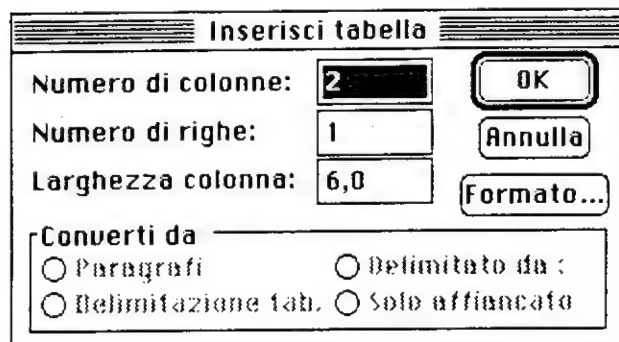 Inserisci tabella
Numero di colonne: 2 OK
Numero di righe: 1 Annulla
Larghezza colonna: 6,0 Formato...
Converti da
Paragrafi Delimitato da :
Delimitazione tab. Solo affiancato